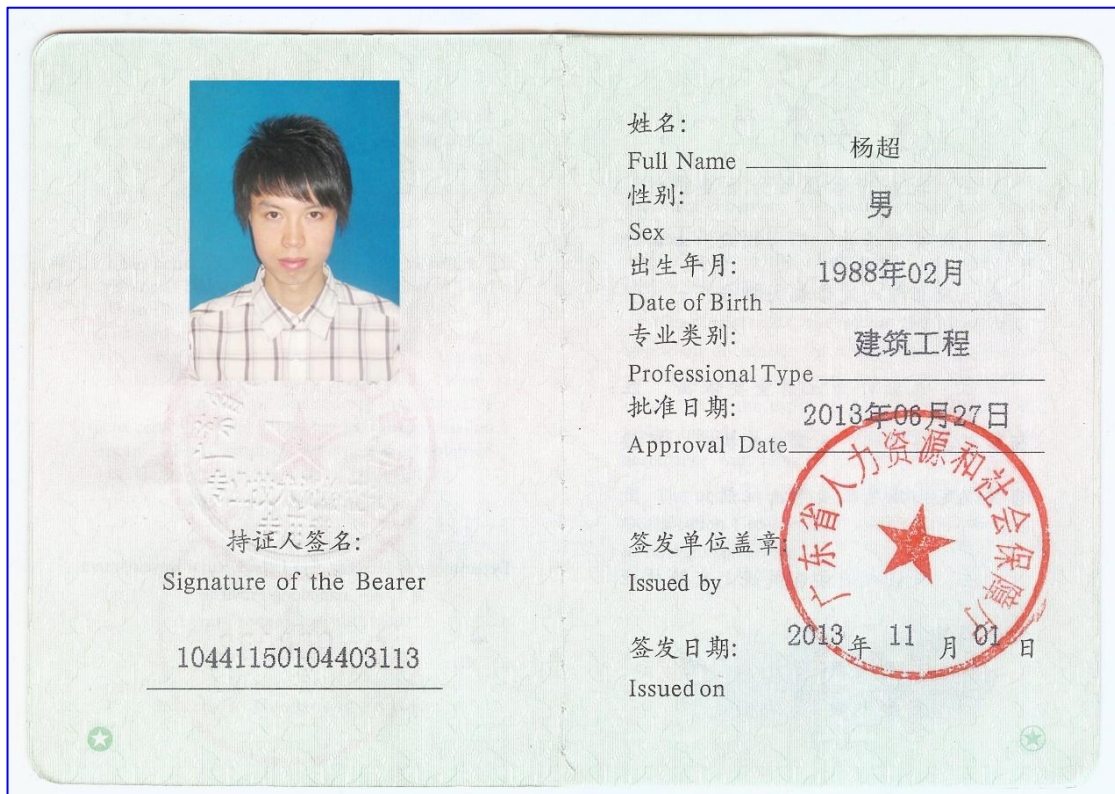 持证人签名:
Signature of the Bearer
10441150104403113
姓名:
Full Name 杨超
性别:
男
Sex
出生年月:
1988年02月
Date of Birth
专业类别:
建筑工程
Professional Type
批准日期:
2013年06月27日
Approval Date
广东省人力资源和社会保障厅
签发单位盖章:
Issued by
签发日期: 2013年 11 月 01 日
Issued on